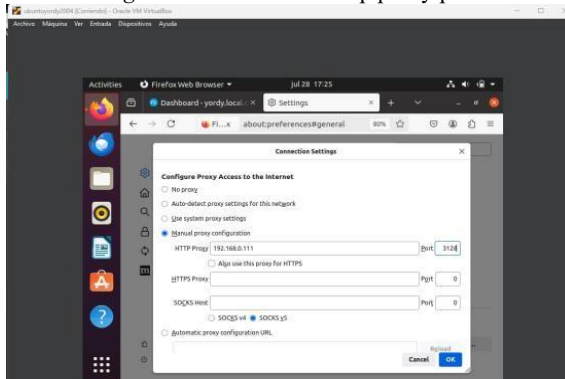 ubuntuyordy2004 [Corriendo] - Oracle VM VirtualBox
Archivo Máquina Ver Entrada Dispositivos Ayuda
Activities Firefox Web Browser jul 28 17:25
Dashboard - yordy.local Settings
Fi...x about:preferences#general 80%
Connection Settings
Configure Proxy Access to the Internet
No proxy
Auto-detect proxy settings for this network
Use system proxy settings
Manual proxy configuration
HTTP Proxy 192.168.0.111 Port 3128
Also use this proxy for HTTPS
HTTPS Proxy Port 0
SOCKS Host Port 0
SOCKS v4 SOCKS v5
Automatic proxy configuration URL
Reload
Cancel OK